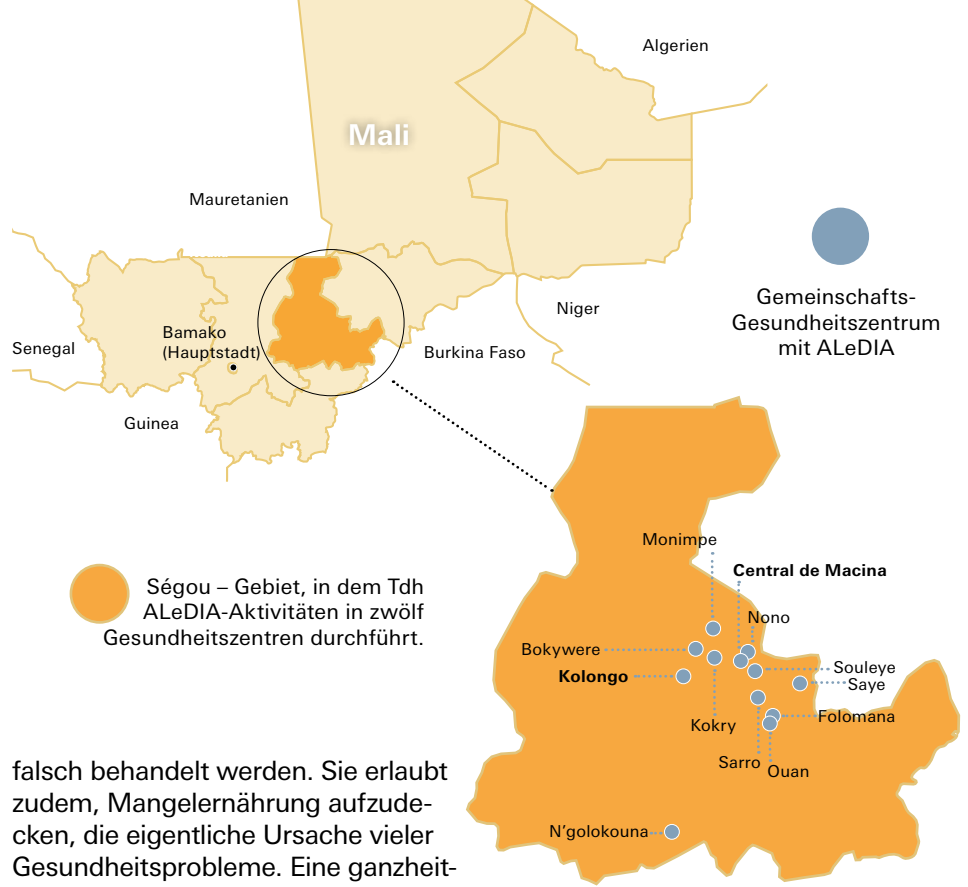 Algerien
Mali
Mauretanien
Niger
Gemeinschafts-
Gesundheitszentrum
mit ALeDIA
Bamako
(Hauptstadt)
Senegal
Burkina Faso
Guinea
Ségou – Gebiet, in dem Tdh
ALeDIA-Aktivitäten in zwölf
Gesundheitszentren durchführt.
Monimpe
Central de Macina
Nono
Bokywere
Kolongo
Souleye
Saye
Kokry
Folomana
Sarro
Ouan
N'golokouna
falsch behandelt werden. Sie erlaubt
zudem, Mangelernährung aufzude-
cken, die eigentliche Ursache vieler
Gesundheitsprobleme. Eine ganzheit-